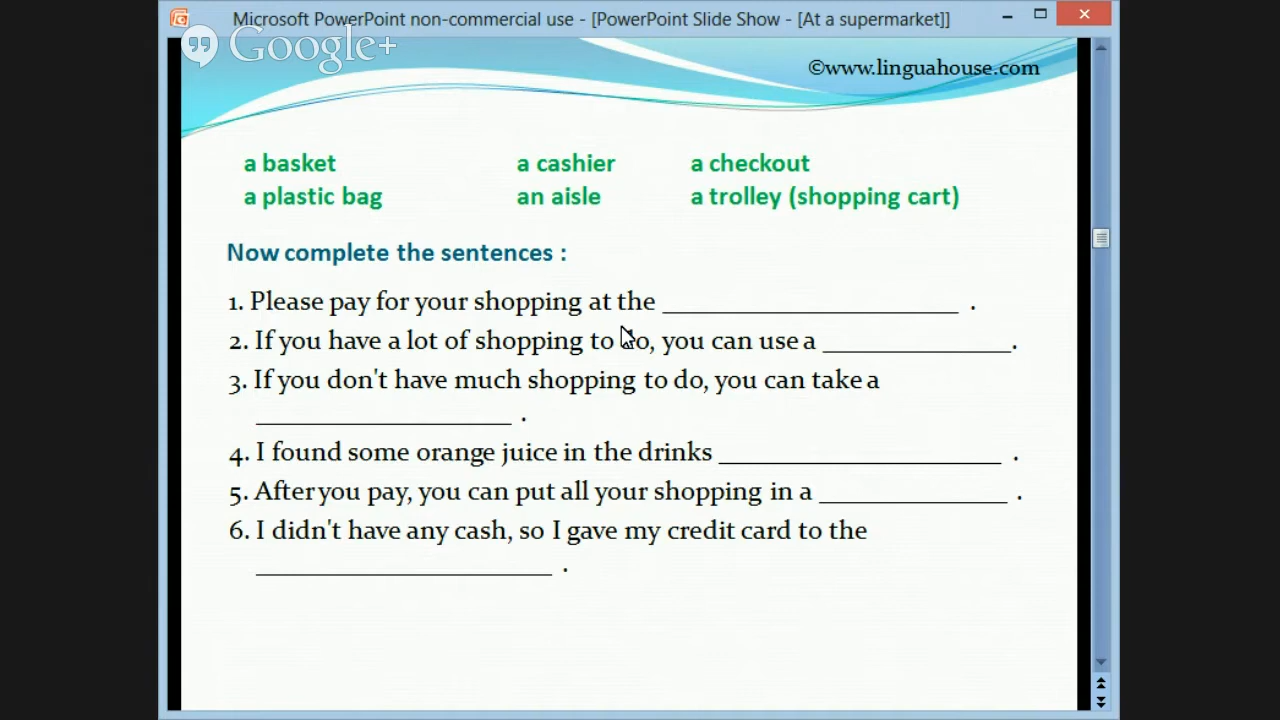 Microsoft PowerPoint non-commercial use - [PowerPoint Slide Show - [At a supermarket]]
Google+
©www.linguahouse.com
a basket a cashier a checkout
a plastic bag an aisle a trolley (shopping cart)
Now complete the sentences :
1. Please pay for your shopping at the ______________________ .
2. If you have a lot of shopping to do, you can use a ______________.
3. If you don't have much shopping to do, you can take a
___________________ .
4. I found some orange juice in the drinks _____________________ .
5. After you pay, you can put all your shopping in a ______________ .
6. I didn't have any cash, so I gave my credit card to the
______________________ .